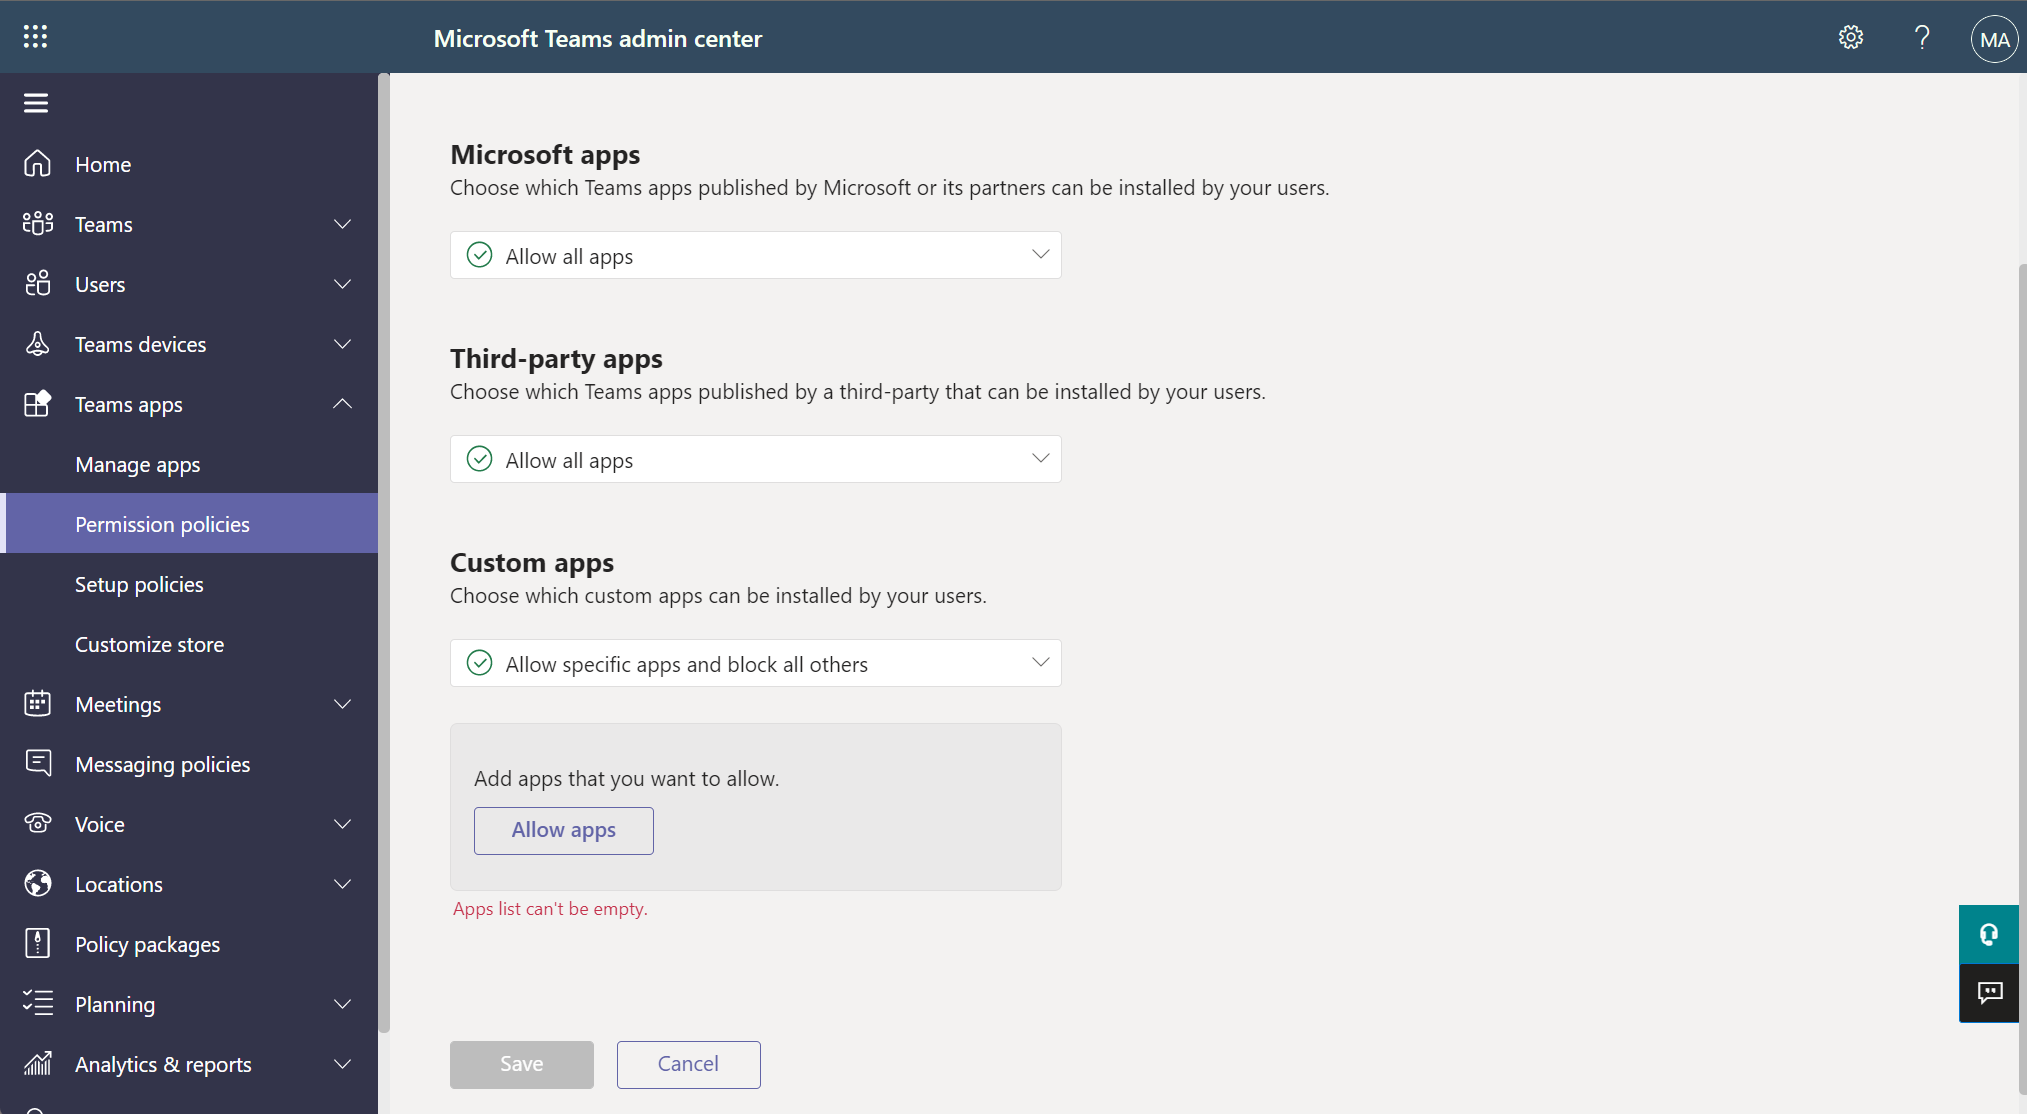 Microsoft Teams admin center
?
MA
Home
Teams
Users
Teams devices
Teams apps
Manage apps
Permission policies
Setup policies
Customize store
Meetings
Messaging policies
Voice
Locations
Policy packages
Planning
Analytics & reports
Microsoft apps
Choose which Teams apps published by Microsoft or its partners can be installed by your users.
Allow all apps
Third-party apps
Choose which Teams apps published by a third-party that can be installed by your users.
Allow all apps
Custom apps
Choose which custom apps can be installed by your users.
Allow specific apps and block all others
Add apps that you want to allow.
Allow apps
Apps list can't be empty.
Save
Cancel